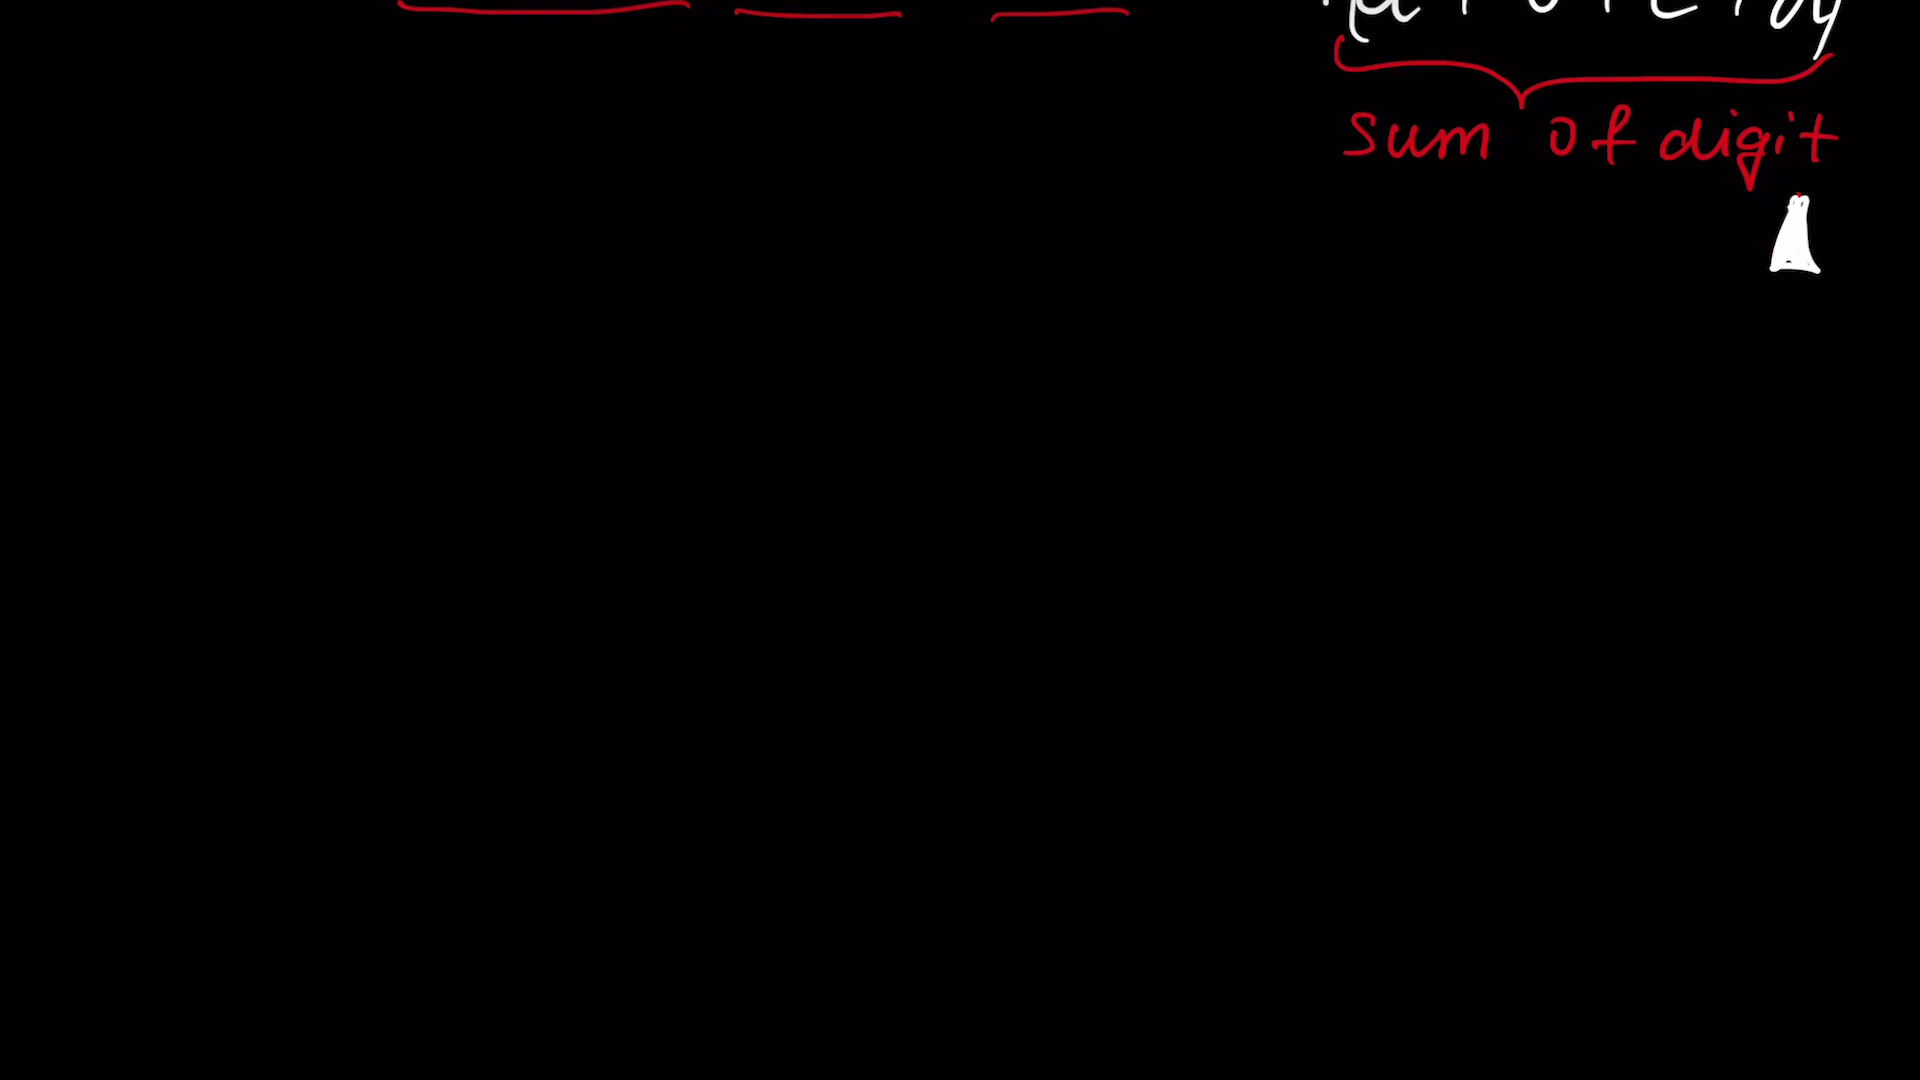 (a+b+c+d)
sum of digit